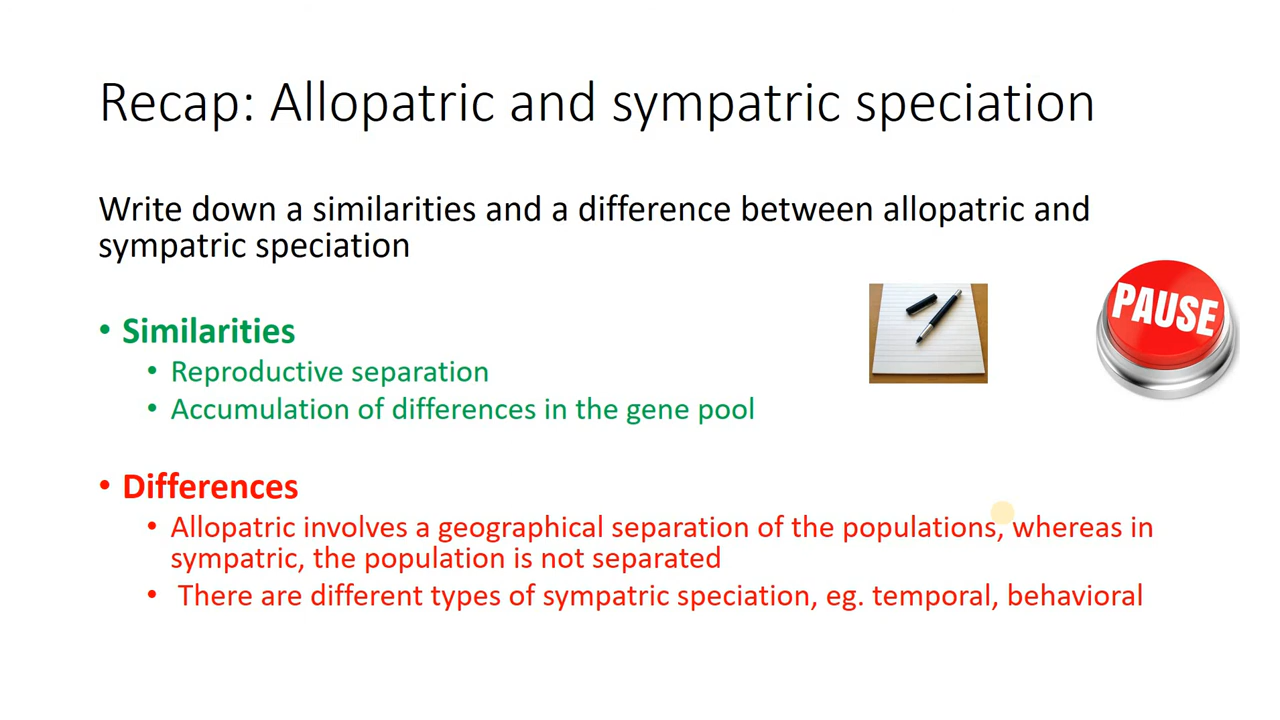 Recap: Allopatric and sympatric speciation
Write down a similarities and a difference between allopatric and
sympatric speciation
PAUSE
• Similarities
• Reproductive separation
• Accumulation of differences in the gene pool
• Differences
• Allopatric involves a geographical separation of the populations, whereas in
sympatric, the population is not separated
• There are different types of sympatric speciation, eg. temporal, behavioral